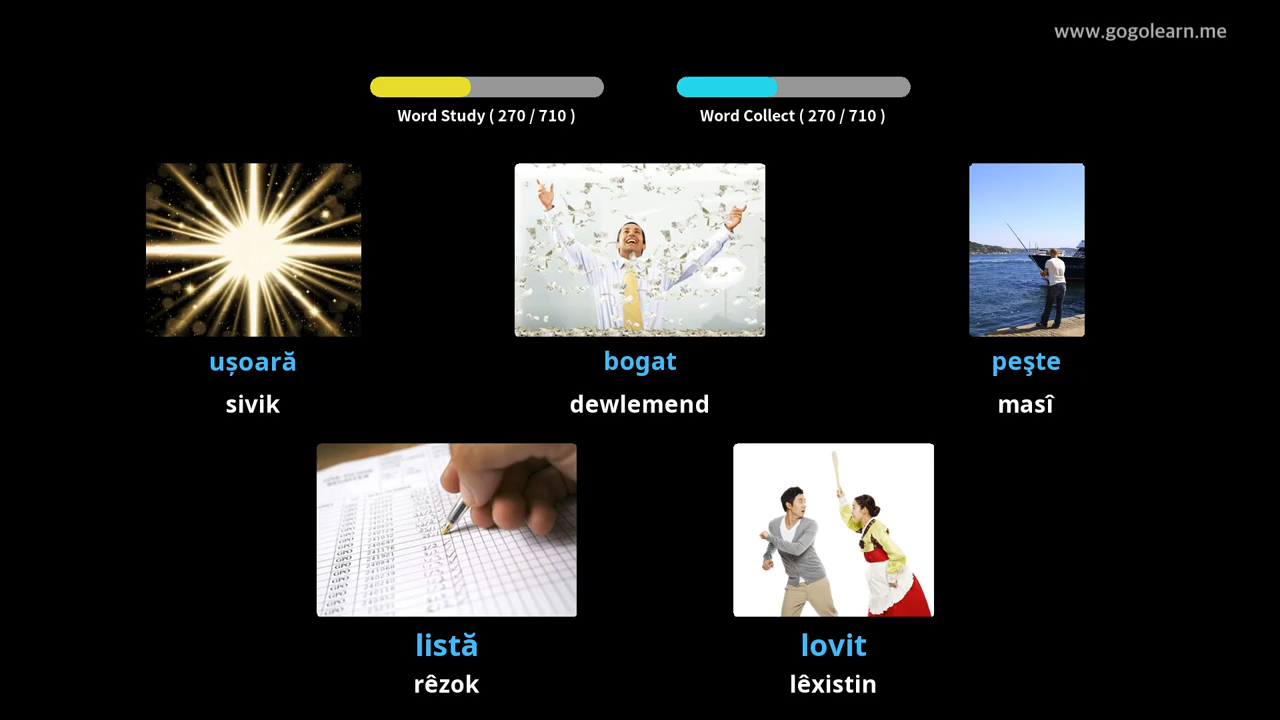 www.gogolearn.me
Word Study ( 270 / 710 )
Word Collect ( 270 / 710 )
ușoară
bogat
peşte
sivik
dewlemend
masî
listă
lovit
rêzok
lêxistin